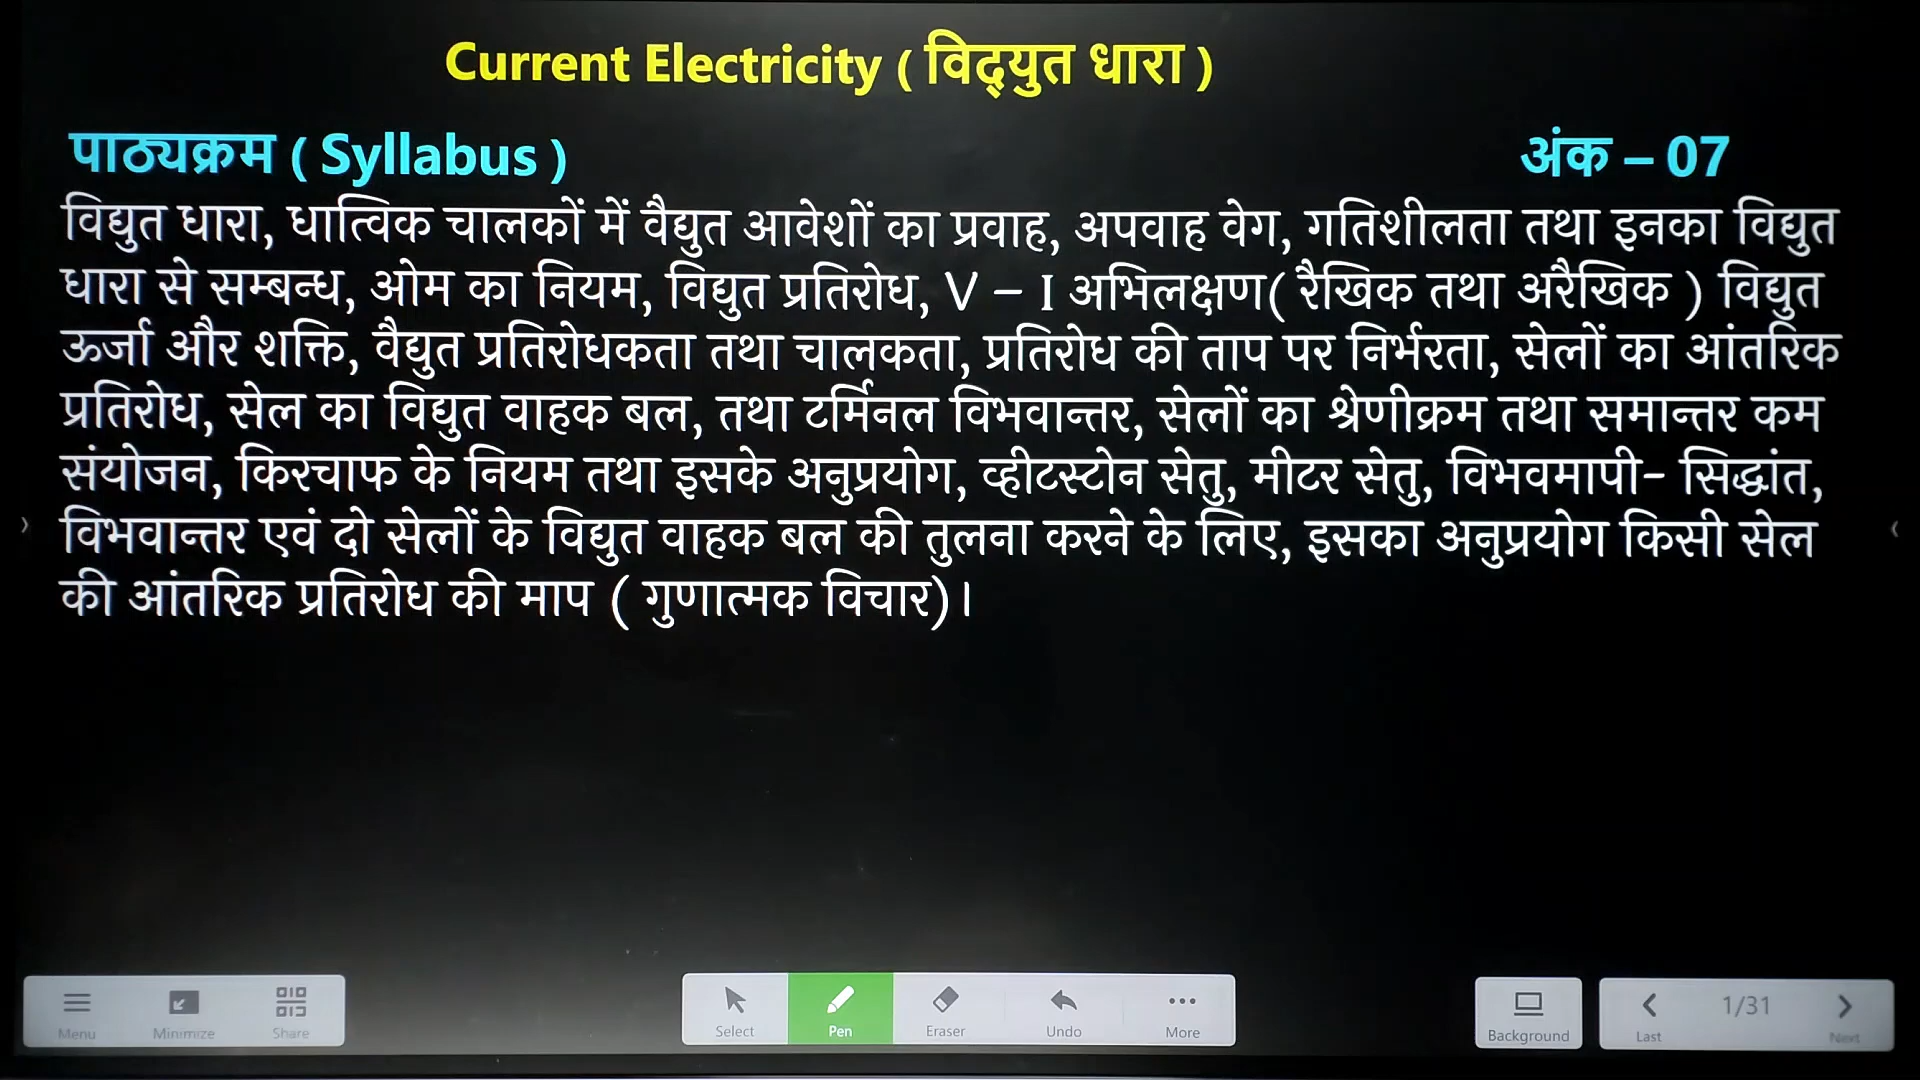 Current Electricity ( विद्युत धारा )
पाठ्यक्रम ( Syllabus ) अंक – 07
विद्युत धारा, धात्विक चालकों में वैद्युत आवेशों का प्रवाह, अपवाह वेग, गतिशीलता तथा इनका विद्युत
धारा से सम्बन्ध, ओम का नियम, विद्युत प्रतिरोध, V – I अभिलक्षण( रैखिक तथा अरैखिक ) विद्युत
ऊर्जा और शक्ति, वैद्युत प्रतिरोधकता तथा चालकता, प्रतिरोध की ताप पर निर्भरता, सेलों का आंतरिक
प्रतिरोध, सेल का विद्युत वाहक बल, तथा टर्मिनल विभवान्तर, सेलों का श्रेणीक्रम तथा समान्तर कम
संयोजन, किरचाफ के नियम तथा इसके अनुप्रयोग, व्हीटस्टोन सेतु, मीटर सेतु, विभवमापी- सिद्धांत,
विभवान्तर एवं दो सेलों के विद्युत वाहक बल की तुलना करने के लिए, इसका अनुप्रयोग किसी सेल
की आंतरिक प्रतिरोध की माप ( गुणात्मक विचार)।
Menu Minimize Share Select Pen Eraser Undo More Background Last 1/31 Next